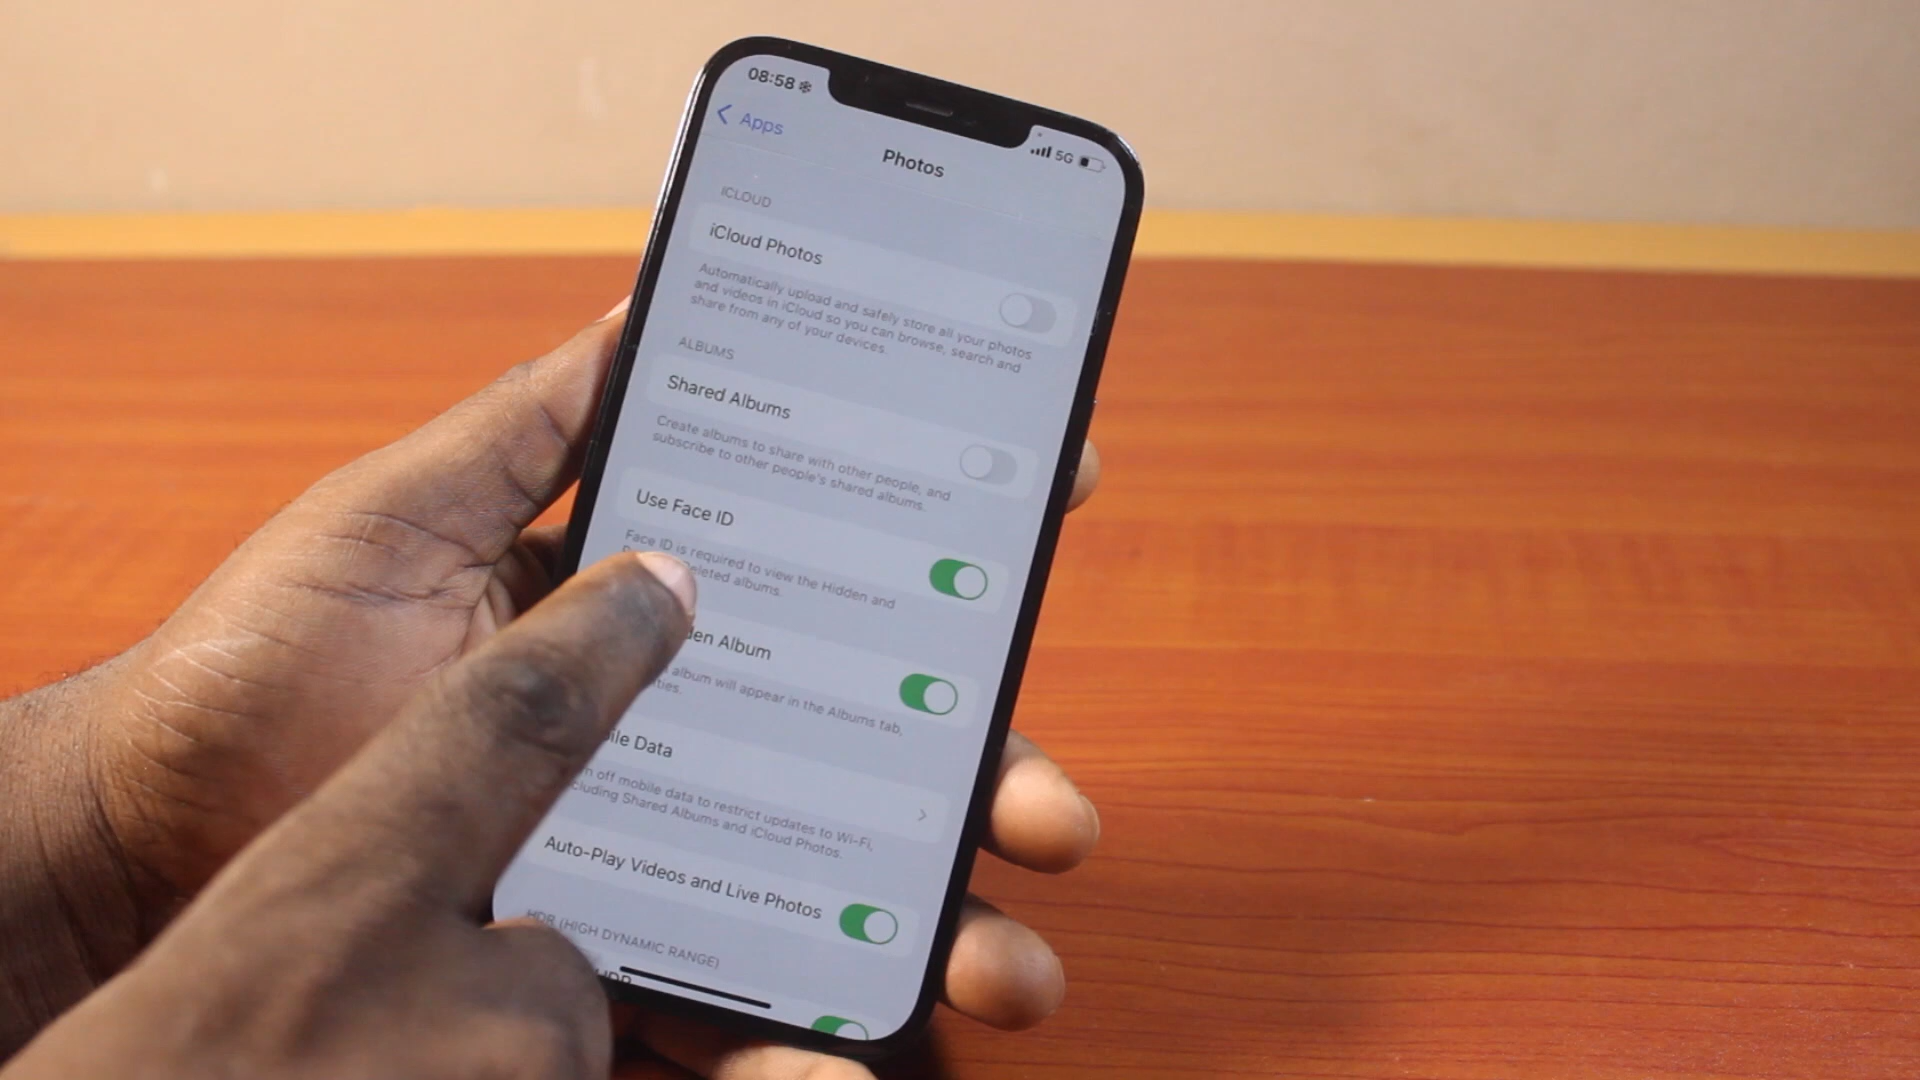 08:58
5G
Apps
Photos
ICLOUD
iCloud Photos
Automatically upload and safely store all your photos
and videos in iCloud so you can browse, search and
share from any of your devices.
ALBUMS
Shared Albums
Create albums to share with other people, and
subscribe to other people's shared albums.
Use Face ID
Face ID is required to view the Hidden and
Deleted albums.
Album
album will appear in the Albums tab,
Data
off mobile data to restrict updates to Wi-Fi,
Shared Albums and iCloud Photos.
Auto-Play Videos and Live Photos
HDR (HIGH DYNAMIC RANGE)
HDR